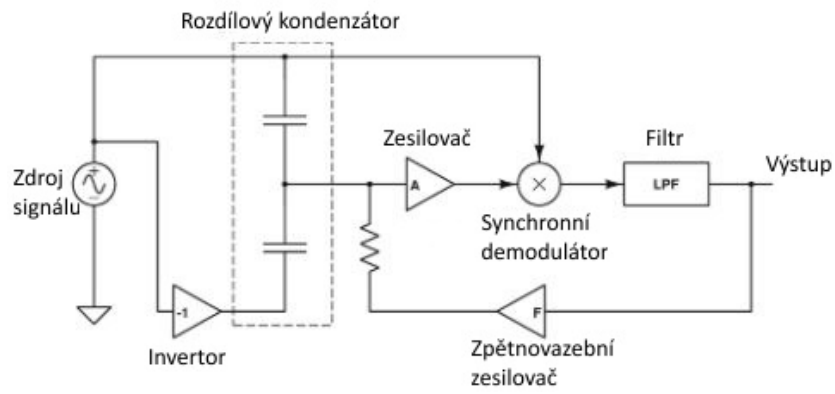 Rozdílový kondenzátor
Zesilovač
Filtr
Výstup
Zdroj
signálu
A
LPF
Synchronní
demodulátor
-1
F
Invertor
Zpětnovazební
zesilovač